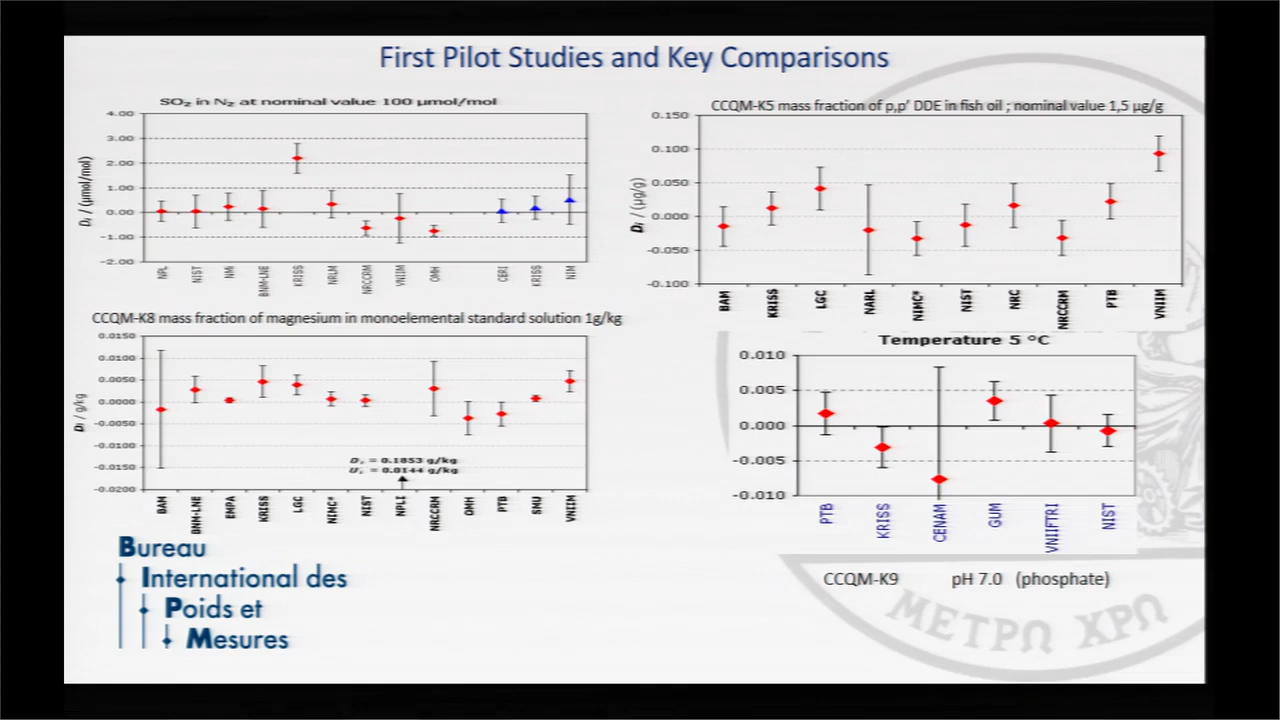 First Pilot Studies and Key Comparisons
SO₂ in N₂ at nominal value 100 μmol/mol
Dᵢ / (μmol/mol)
4.00
3.00
2.00
1.00
0.00
-1.00
-2.00
NPL
NIST
NMi
BNM-LNE
KRISS
NRLM
NRCCRM
VNIIM
OMH
CERI
KRISS
NIM
CCQM-K5 mass fraction of p,p' DDE in fish oil ; nominal value 1,5 μg/g
Dᵢ / (μg/g)
0.150
0.100
0.050
0.000
-0.050
-0.100
BAM
KRISS
LGC
NARL
NIMC*
NIST
NRC
NRCCRM
PTB
VNIIM
CCQM-K8 mass fraction of magnesium in monoelemental standard solution 1g/kg
Dᵢ / g/kg
0.0150
0.0100
0.0050
0.0000
-0.0050
-0.0100
-0.0150
-0.0200
Dᵢ = 0.1853 g/kg
Uᵢ = 0.0144 g/kg
BAM
BNM-LNE
EMPA
KRISS
LGC
NIMC*
NIST
NPLI
NRCCRM
OMH
PTB
SMU
VNIIM
Temperature 5 °C
0.010
0.005
0.000
-0.005
-0.010
PTB
KRISS
CENAM
GUM
VNIIFTRI
NIST
CCQM-K9 pH 7.0 (phosphate)
Bureau
International des
Poids et
Mesures
ΜΕΤΡΩ ΧΡΩ